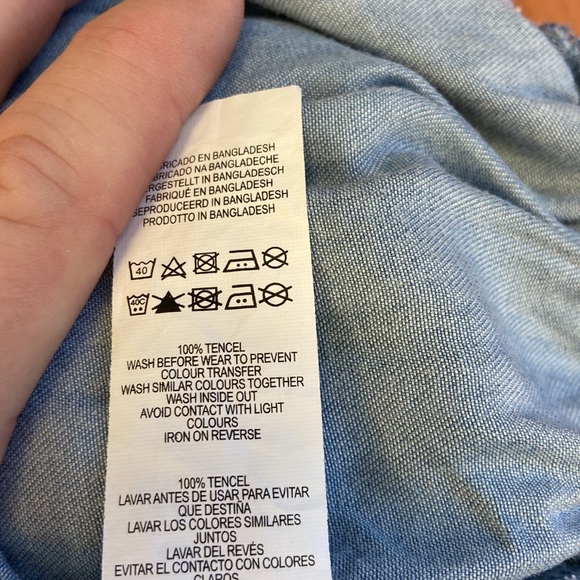 EN BANGLADESH
NA BANGLADECHE
IN BANGLADESCH
FABRIQUÉ EN BANGLADESH
GEPRODUCEERD IN BANGLADESH
PRODOTTO IN BANGLADESH
40
40C
100% TENCEL
WASH BEFORE WEAR TO PREVENT
COLOUR TRANSFER
WASH SIMILAR COLOURS TOGETHER
WASH INSIDE OUT
AVOID CONTACT WITH LIGHT
COLOURS
IRON ON REVERSE
100% TENCEL
LAVAR ANTES DE USAR PARA EVITAR
QUE DESTIÑA
LAVAR LOS COLORES SIMILARES
JUNTOS
LAVAR DEL REVÉS
EVITAR EL CONTACTO CON COLORES
CLAROS